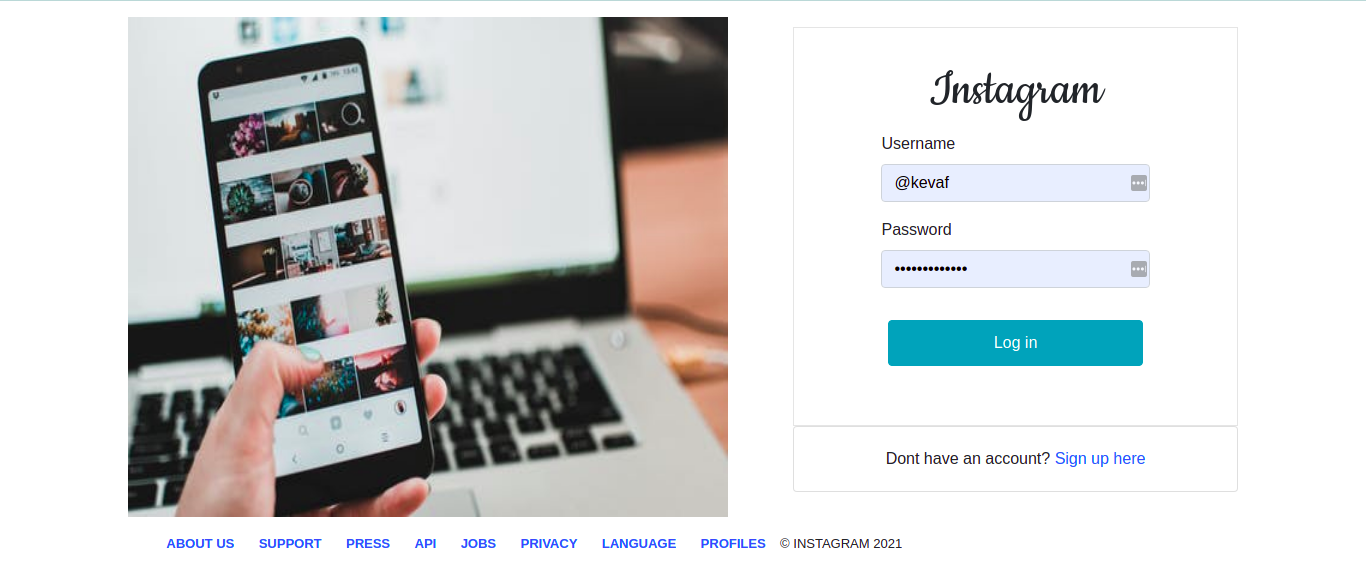 Instagram
Username
@kevaf
Password
•••••••••••••
Log in
Dont have an account? Sign up here
ABOUT US SUPPORT PRESS API JOBS PRIVACY LANGUAGE PROFILES © INSTAGRAM 2021